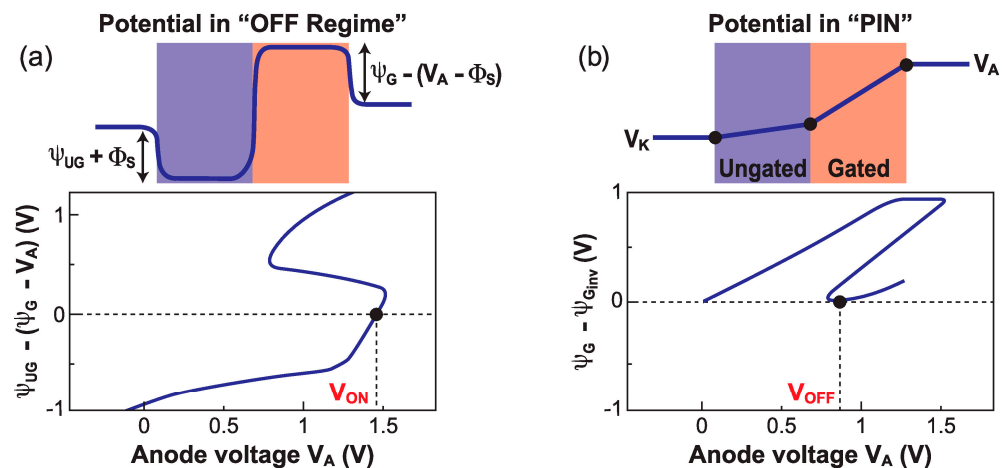 Potential in “OFF Regime”
(a)
ψG – (VA – ΦS)
ψUG + ΦS
ψUG – (ψG – VA) (V)
1
0
-1
VON
0
0.5
1
1.5
Anode voltage VA (V)
Potential in “PIN”
(b)
VA
VK
Ungated
Gated
ψG – ψGinv (V)
1
0
-1
VOFF
0
0.5
1
1.5
Anode voltage VA (V)